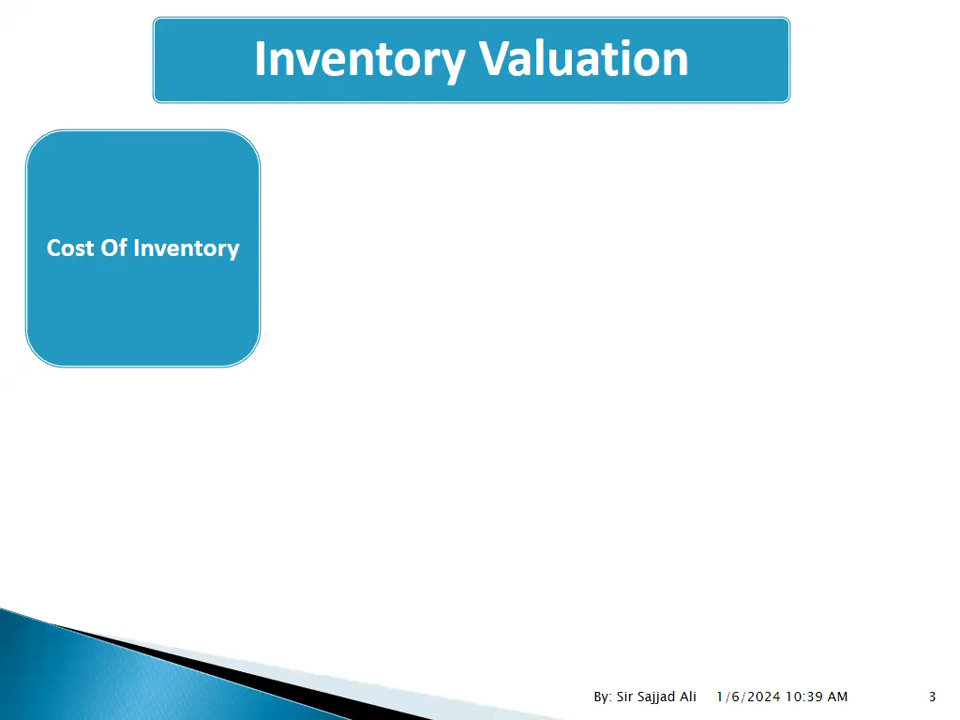 Inventory Valuation
Cost Of Inventory
By: Sir Sajjad Ali 1/6/2024 10:39 AM 3